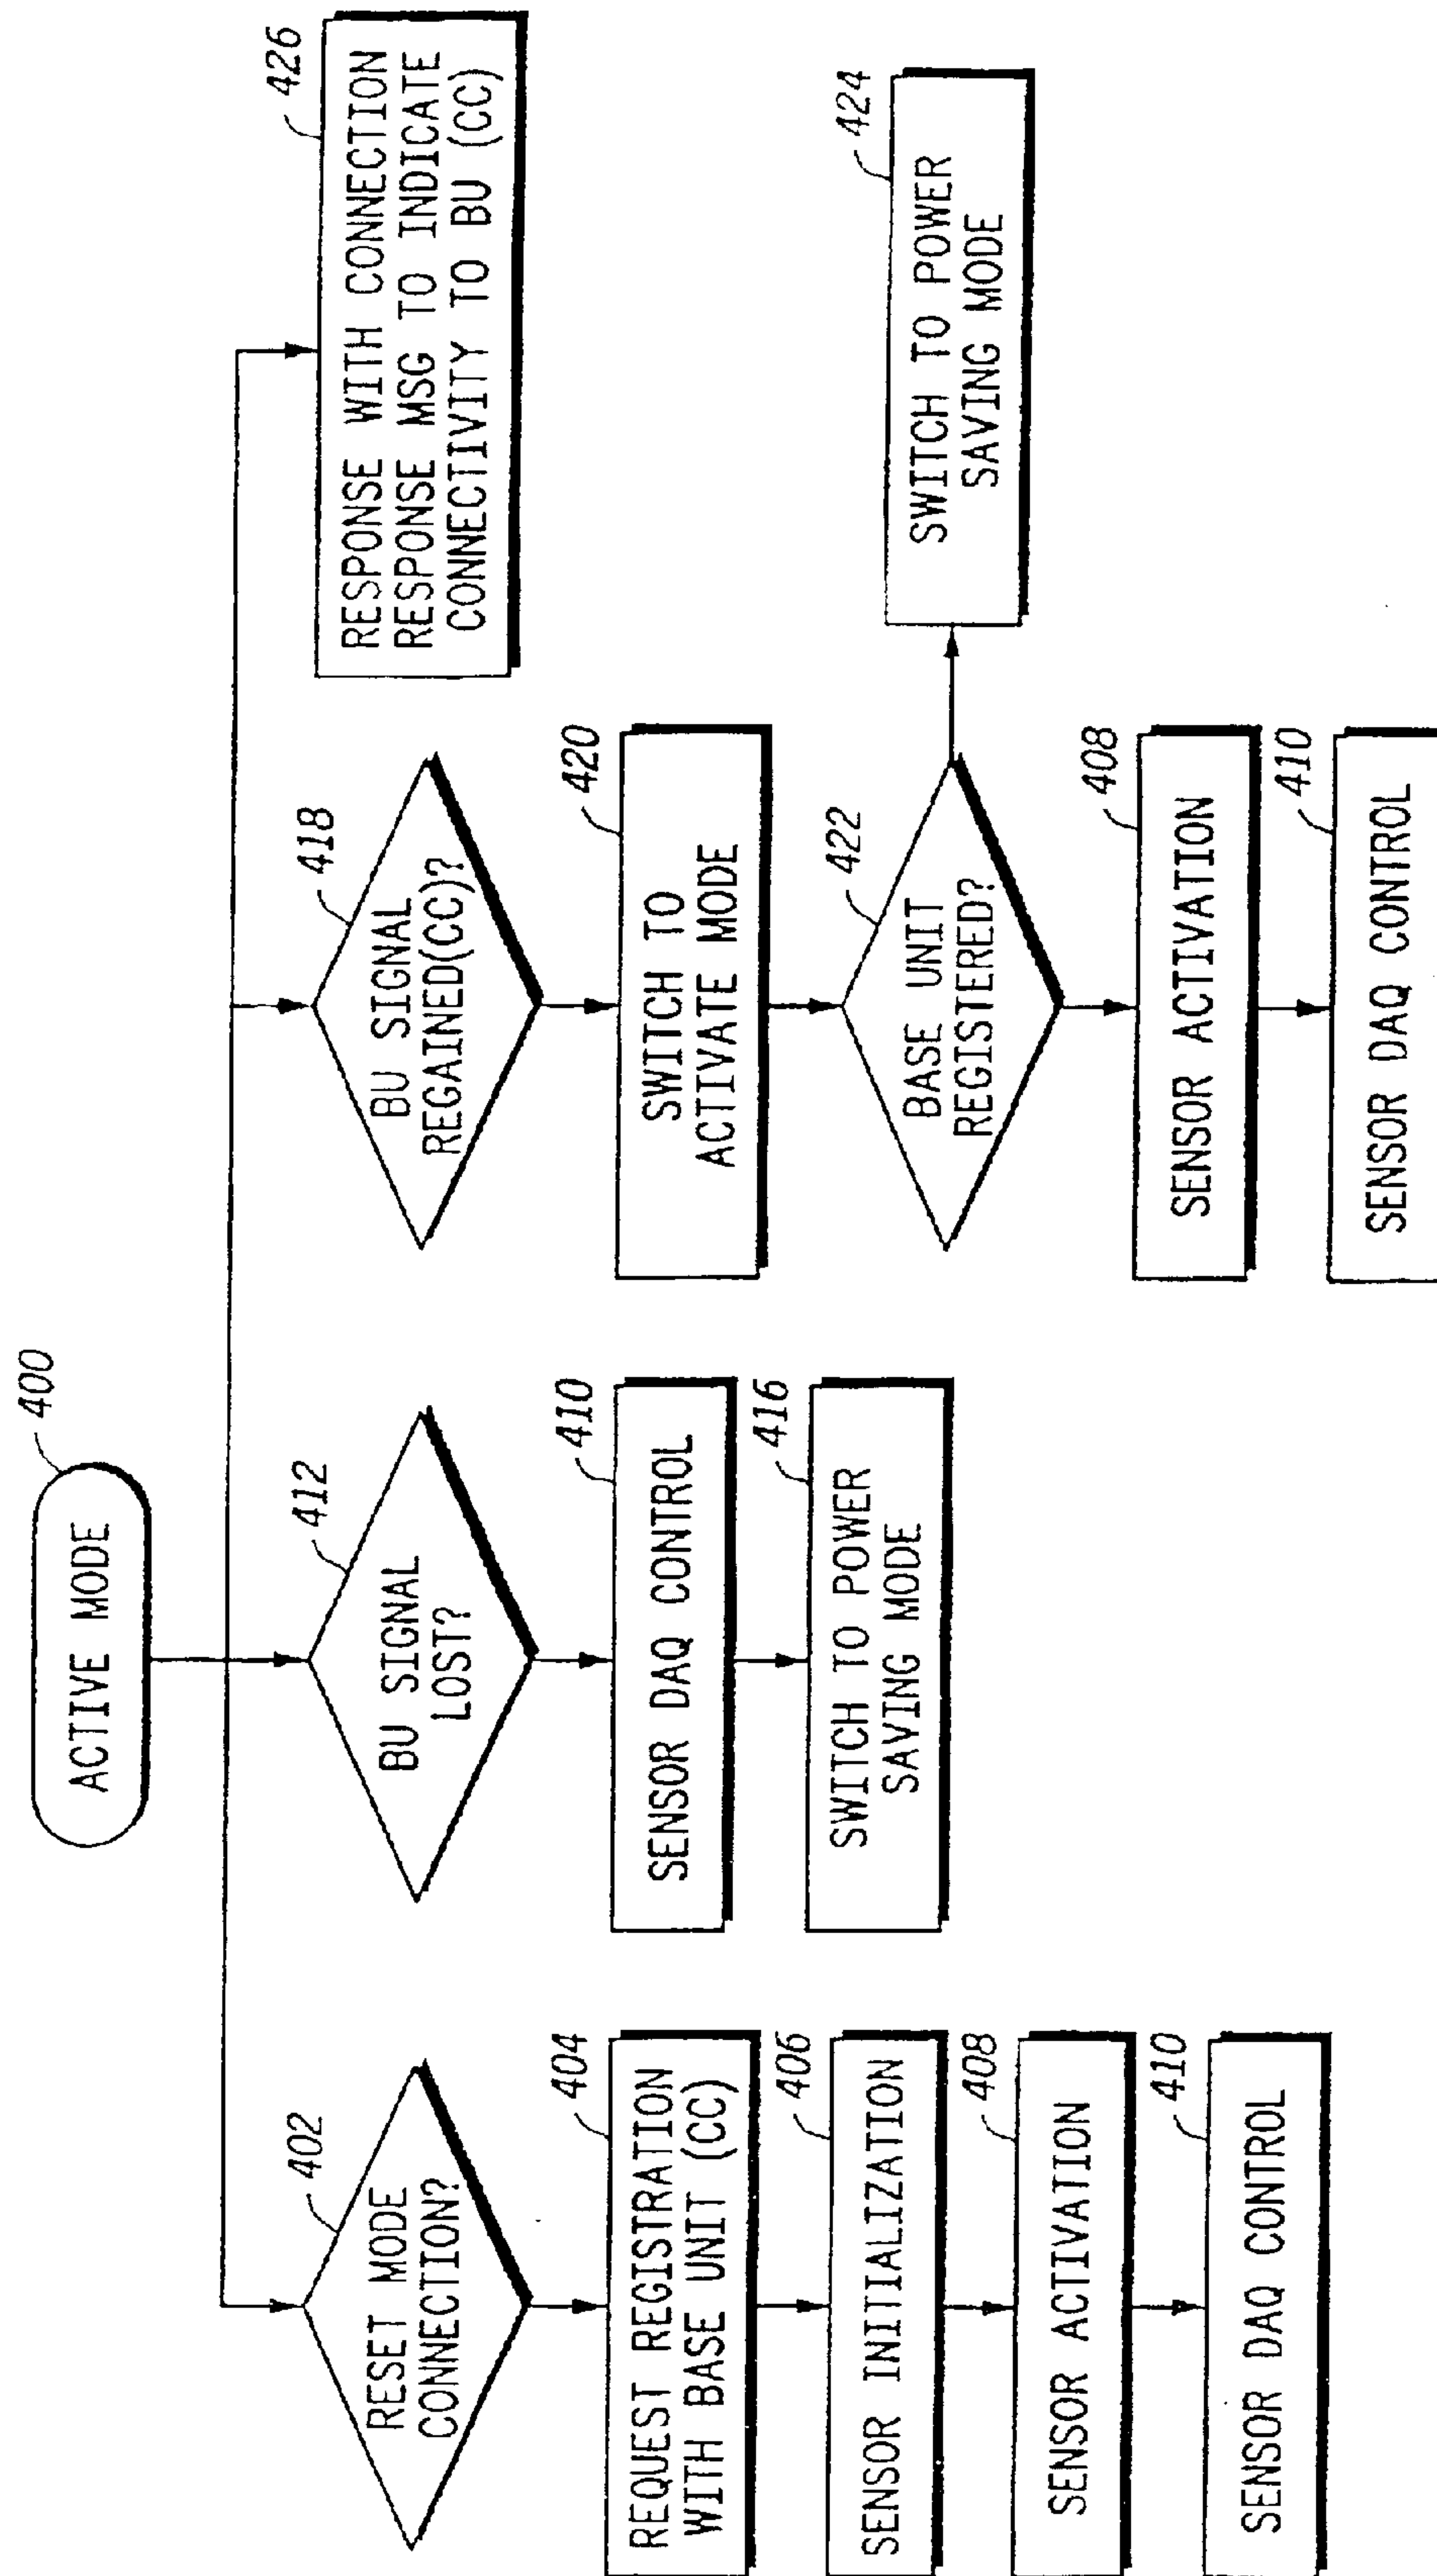 ACTIVE MODE
400
RESET MODE
CONNECTION?
402
REQUEST REGISTRATION
WITH BASE UNIT (CC)
404
SENSOR INITIALIZATION
406
SENSOR ACTIVATION
408
SENSOR DAQ CONTROL
410
BU SIGNAL
LOST?
412
SENSOR DAQ CONTROL
410
SWITCH TO POWER
SAVING MODE
416
BU SIGNAL
REGAINED(CC)?
418
SWITCH TO
ACTIVATE MODE
420
BASE UNIT
REGISTERED?
422
SENSOR ACTIVATION
408
SENSOR DAQ CONTROL
410
SWITCH TO POWER
SAVING MODE
424
RESPONSE WITH CONNECTION
RESPONSE MSG TO INDICATE
CONNECTIVITY TO BU (CC)
426